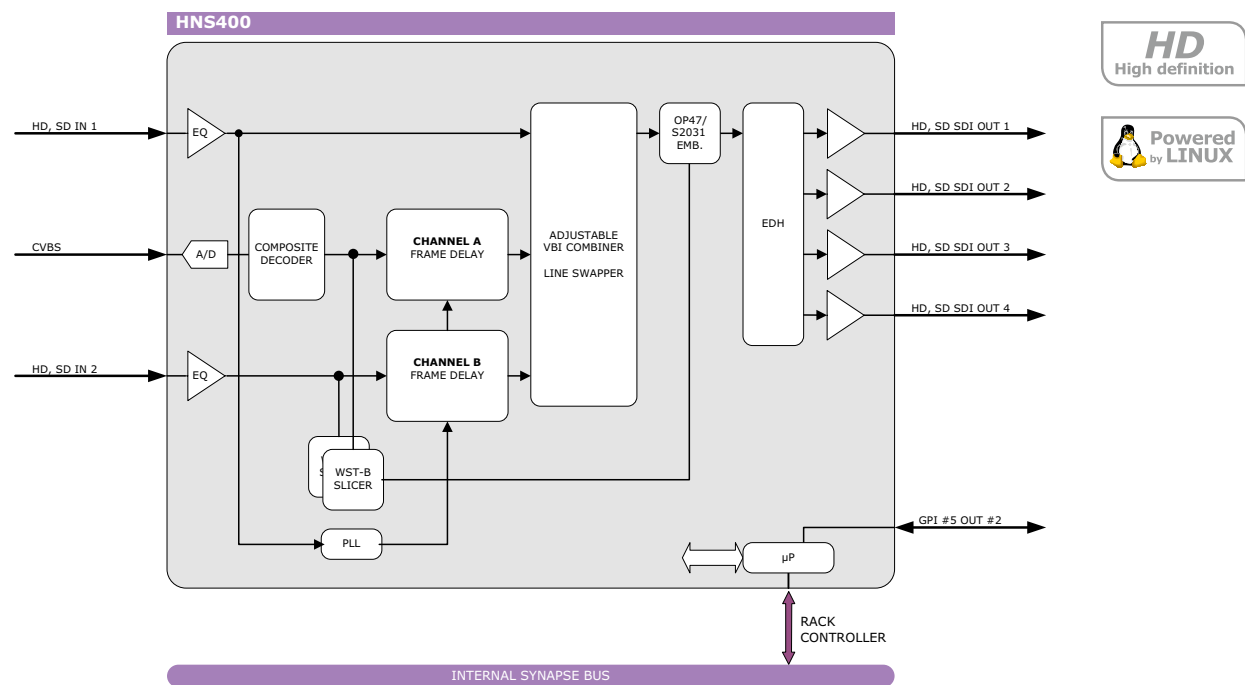 HNS400
HD
High definition
Powered
by LINUX
HD, SD IN 1
EQ
OP47/
S2031
EMB.
HD, SD SDI OUT 1
HD, SD SDI OUT 2
EDH
CVBS
A/D
COMPOSITE
DECODER
CHANNEL A
FRAME DELAY
ADJUSTABLE
VBI COMBINER
LINE SWAPPER
HD, SD SDI OUT 3
HD, SD SDI OUT 4
HD, SD IN 2
EQ
CHANNEL B
FRAME DELAY
WST-B
SLICER
PLL
GPI #5 OUT #2
µP
RACK
CONTROLLER
INTERNAL SYNAPSE BUS